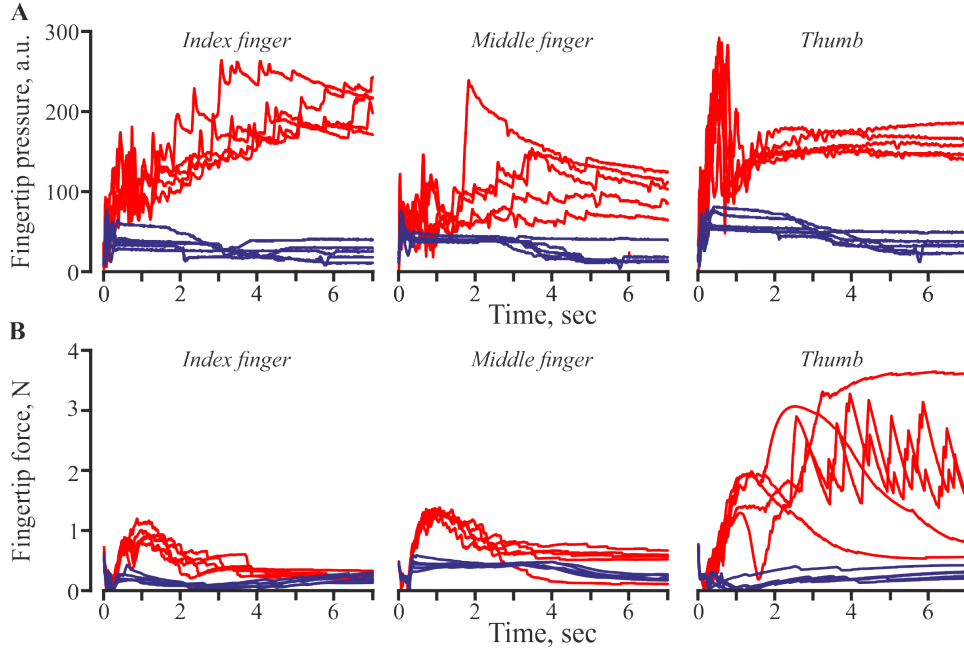 A
Index finger
Middle finger
Thumb
Fingertip pressure, a.u.
300
200
100
0
0 2 4 6
0 2 4 6
0 2 4 6
Time, sec
B
Index finger
Middle finger
Thumb
Fingertip force, N
4
3
2
1
0
0 2 4 6
0 2 4 6
0 2 4 6
Time, sec